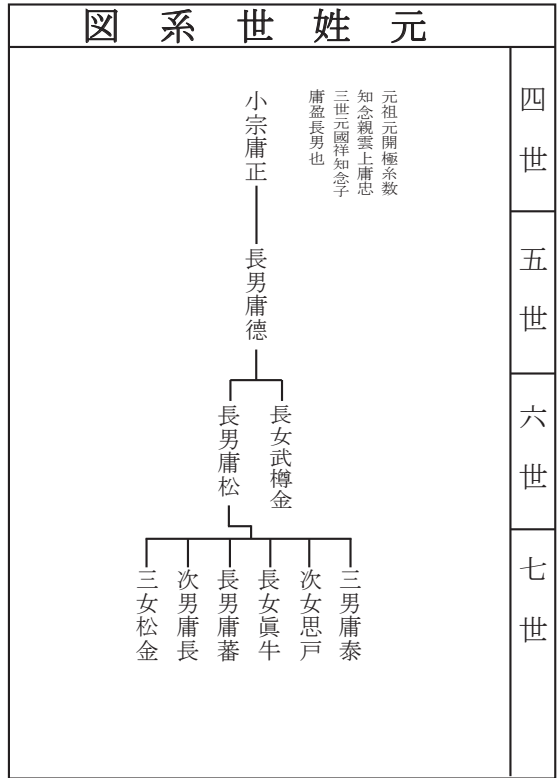 元姓世系図
四世
五世
六世
七世
元祖元開極糸数
知念親雲上庸忠
三世元國祥知念子
庸盈長男也
小宗庸正
長男庸德
長女武樽金
長男庸松
三男庸泰
次女思戸
長女眞牛
長男庸蕃
次男庸長
三女松金